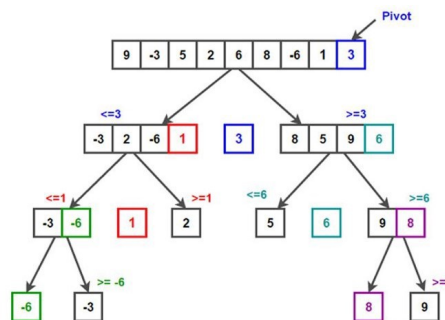 Pivot
9 -3 5 2 6 8 -6 1 3
<=3 >=3
-3 2 -6 1 3 8 5 9 6
<=1 >=1 <=6 >=6
-3 -6 1 2 5 6 9 8
>= -6 >=
-6 -3 8 9